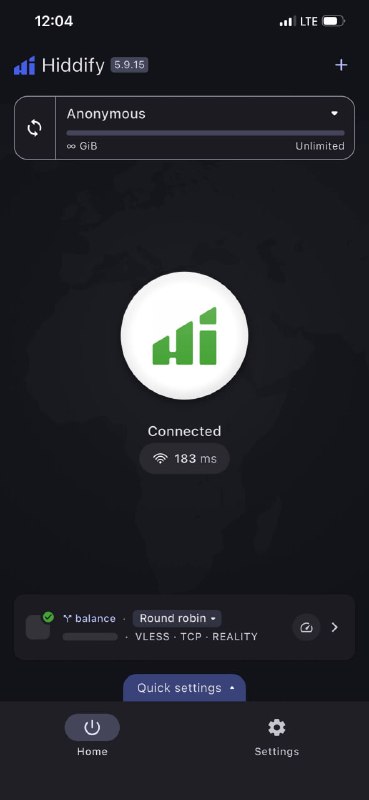 12:04
LTE
Hiddify 5.9.15
Anonymous
∞ GiB Unlimited
Connected
183 ms
balance · Round robin
· VLESS · TCP · REALITY
Quick settings
Home
Settings